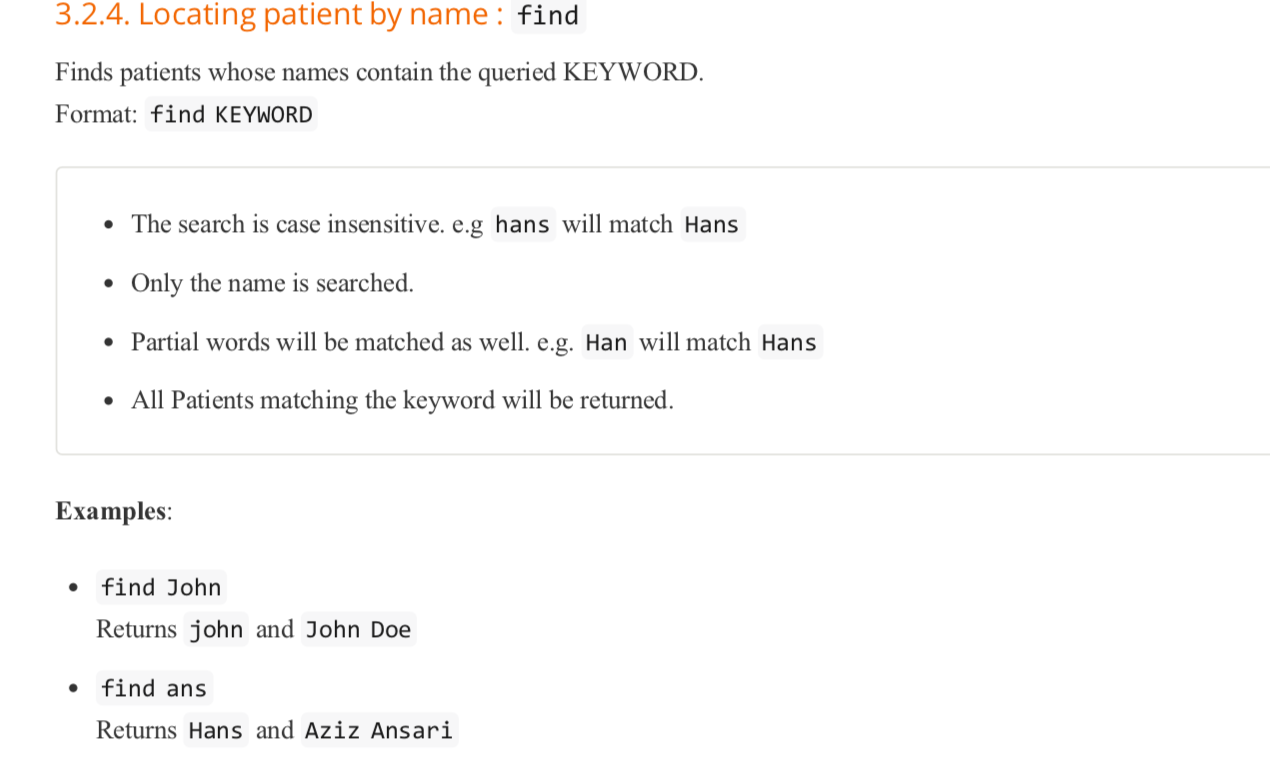 3.2.4. Locating patient by name : find
Finds patients whose names contain the queried KEYWORD.
Format: find KEYWORD
• The search is case insensitive. e.g hans will match Hans
• Only the name is searched.
• Partial words will be matched as well. e.g. Han will match Hans
• All Patients matching the keyword will be returned.
Examples:
• find John
Returns john and John Doe
• find ans
Returns Hans and Aziz Ansari